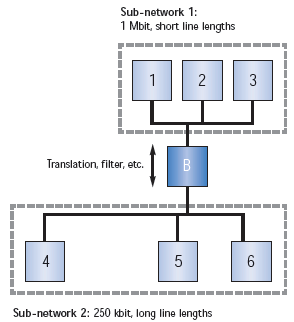 Sub-network 1:
1 Mbit, short line lengths
1 2 3
Translation, filter, etc.
B
4 5 6
Sub-network 2: 250 kbit, long line lengths